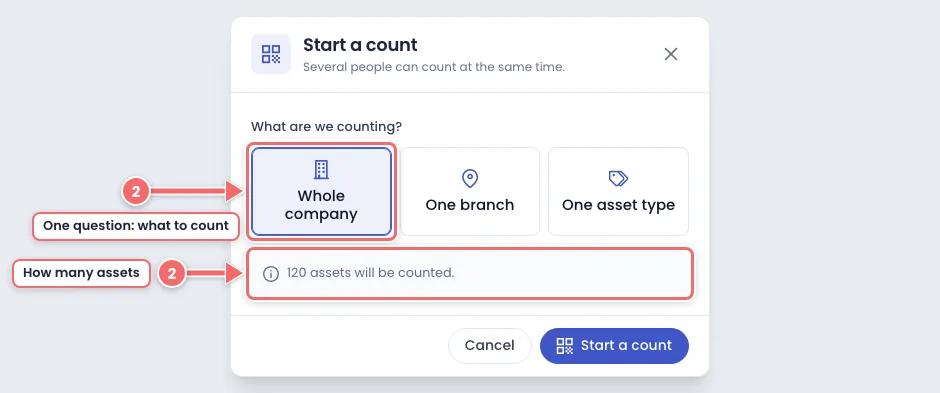 Start a count
Several people can count at the same time.
What are we counting?
2
One question: what to count
Whole
company
One branch
One asset type
How many assets
2
120 assets will be counted.
Cancel
Start a count